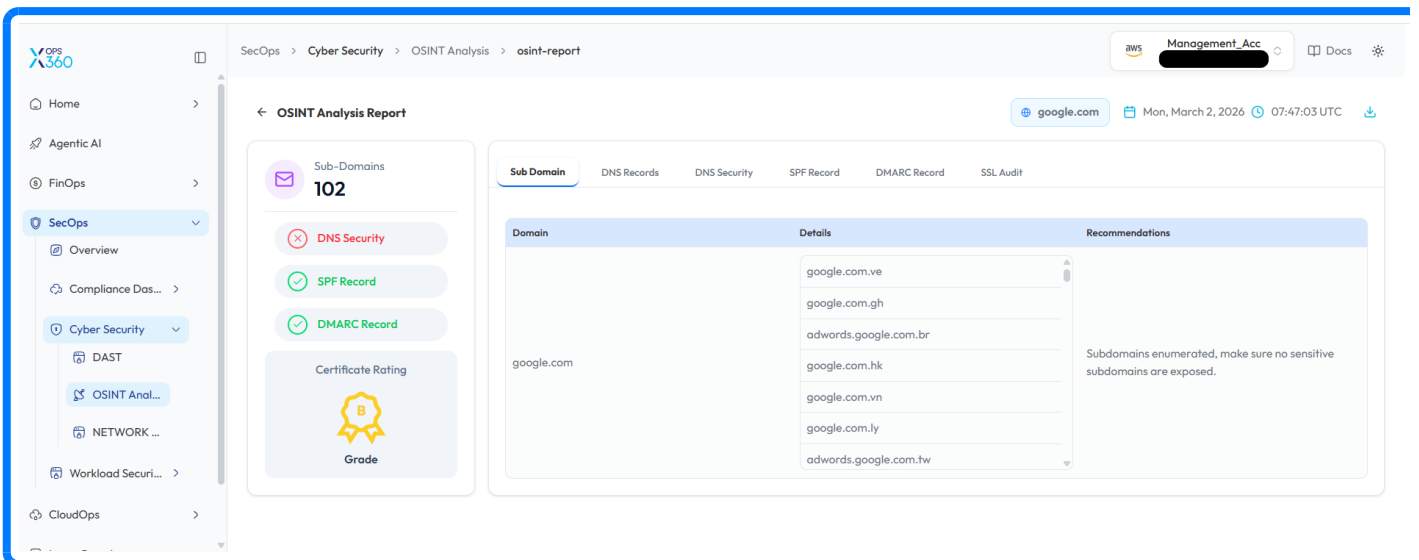 XOPS
360
SecOps > Cyber Security > OSINT Analysis > osint-report
aws
Management_Acc
Docs
Home
Agentic AI
FinOps
SecOps
Overview
Compliance Das...
Cyber Security
DAST
OSINT Anal...
NETWORK ...
Workload Securi...
CloudOps
OSINT Analysis Report
google.com
Mon, March 2, 2026
07:47:03 UTC
Sub-Domains
102
DNS Security
SPF Record
DMARC Record
Certificate Rating
B
Grade
Sub Domain
DNS Records
DNS Security
SPF Record
DMARC Record
SSL Audit
Domain
Details
Recommendations
google.com
google.com.ve
google.com.gh
adwords.google.com.br
google.com.hk
google.com.vn
google.com.ly
adwords.google.com.tw
Subdomains enumerated, make sure no sensitive
subdomains are exposed.